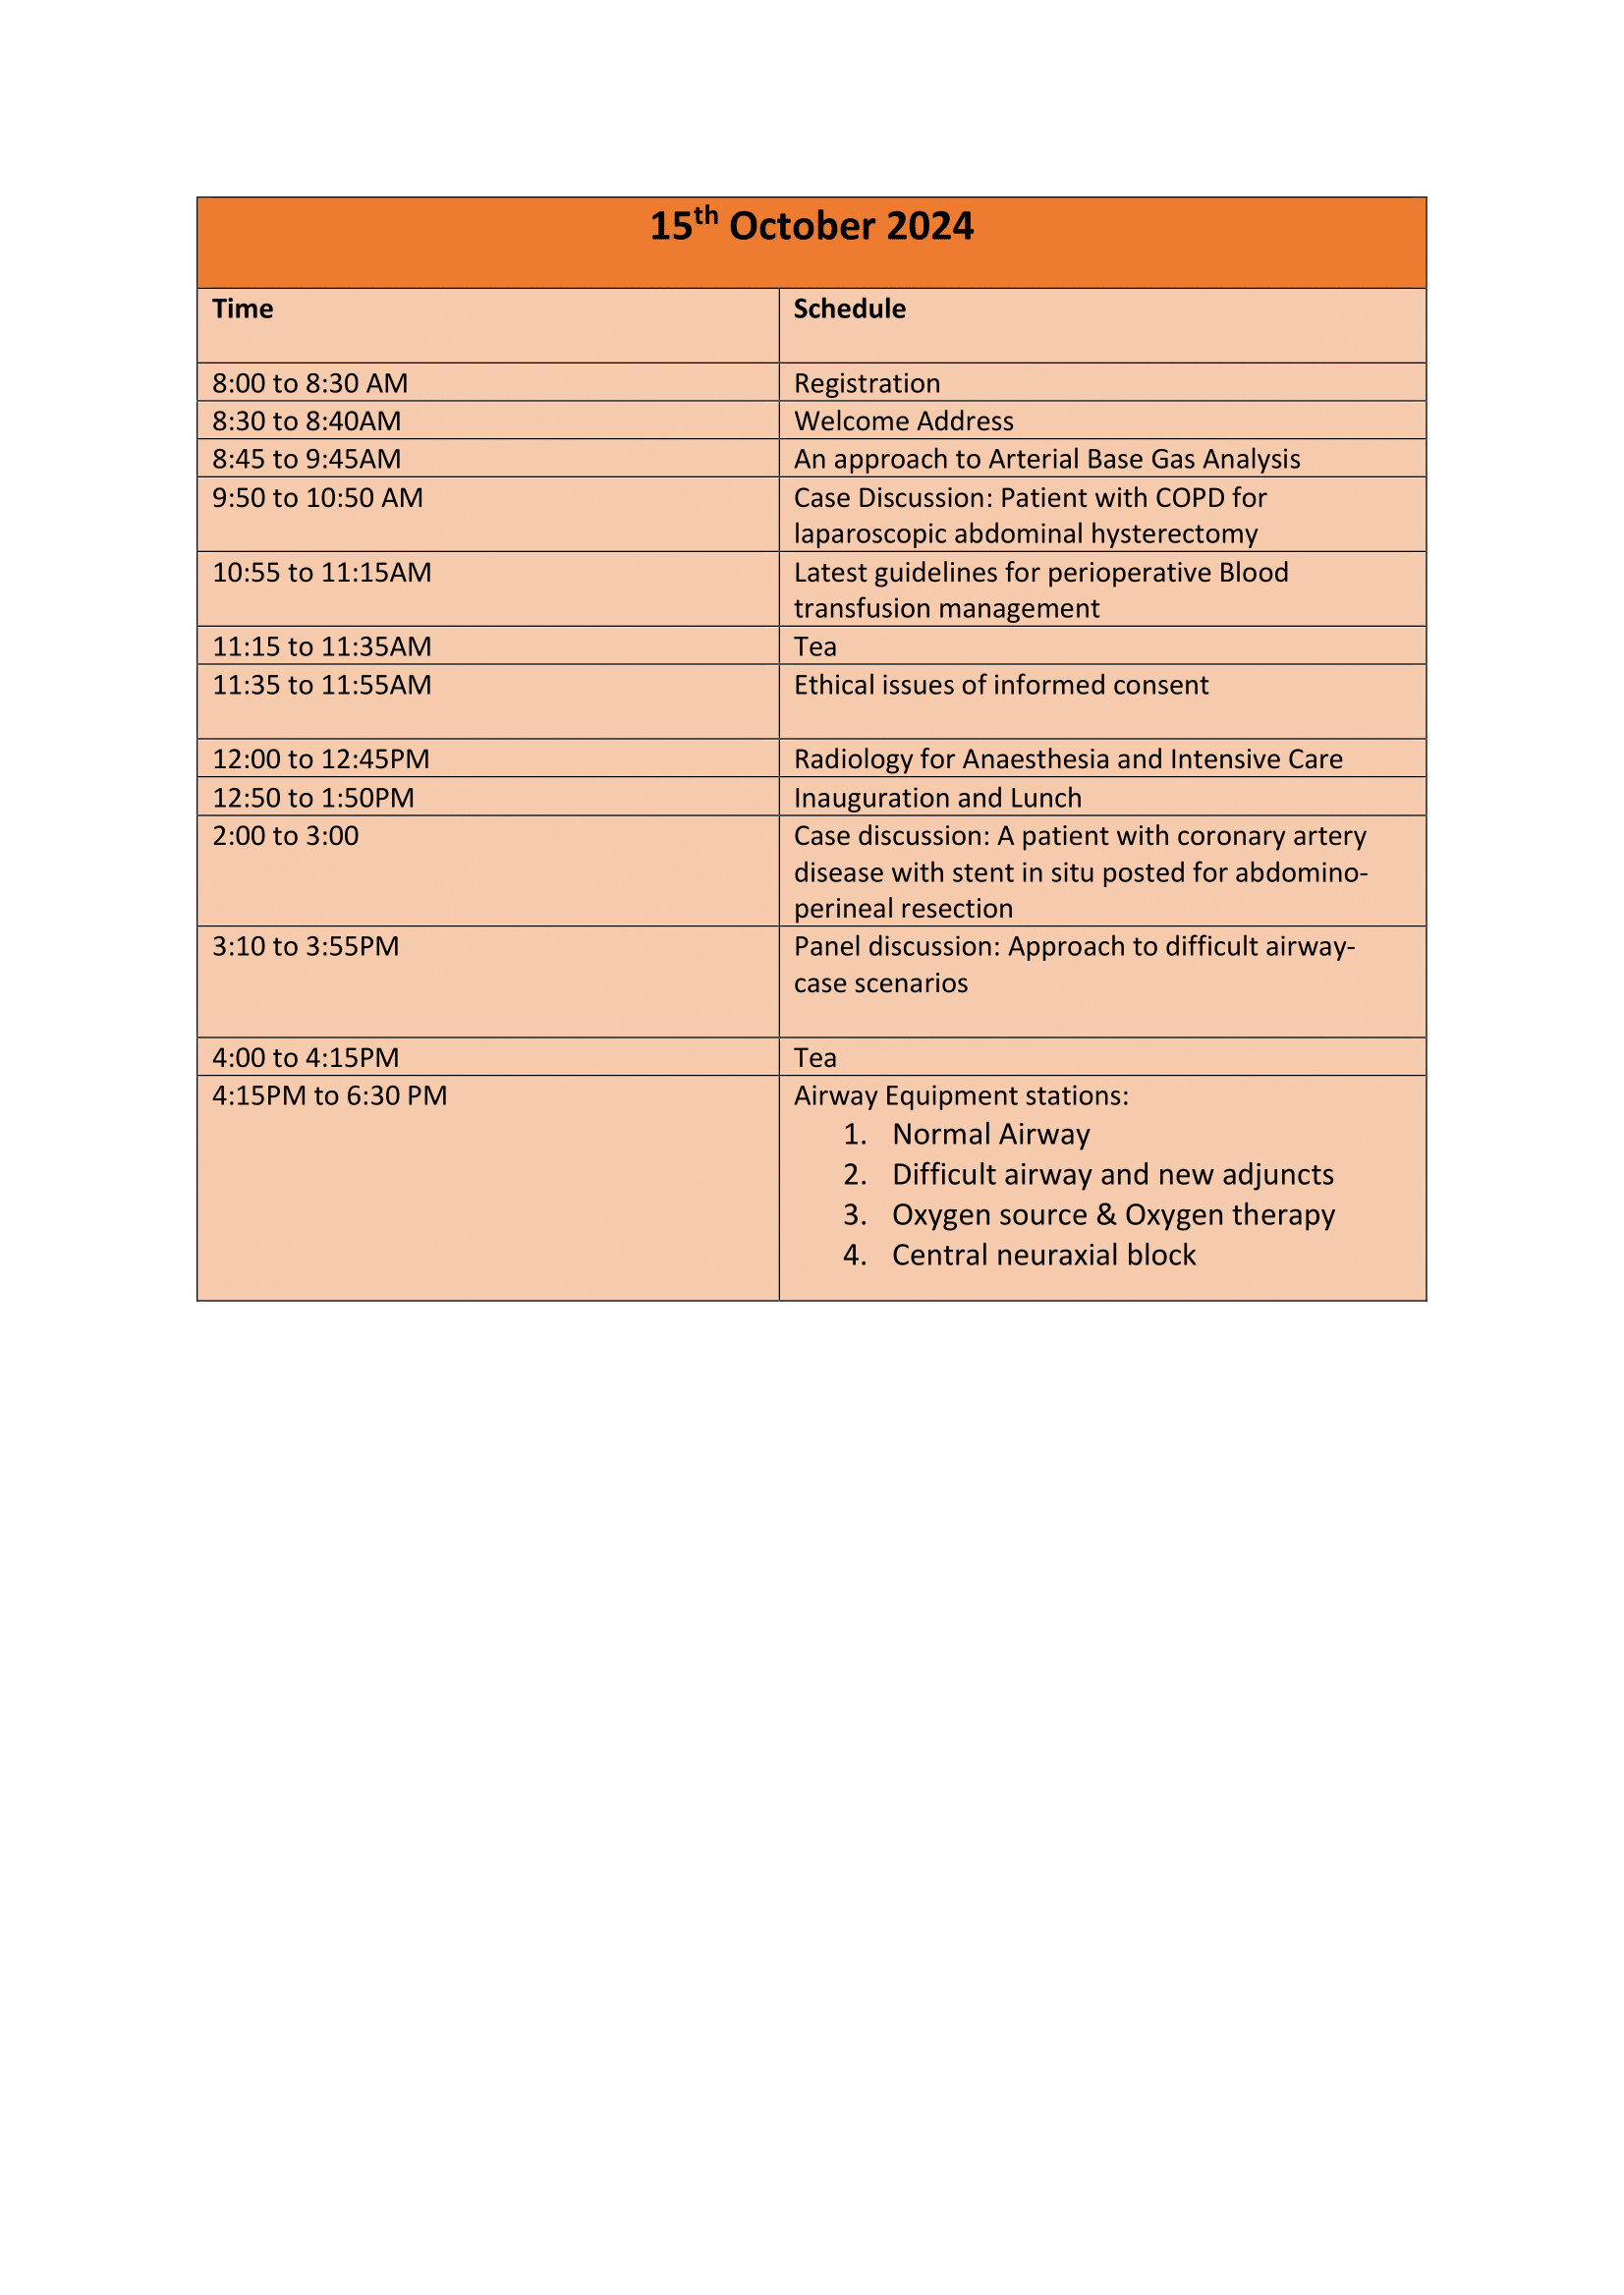 15th October 2024
Time
Schedule
8:00 to 8:30 AM
Registration
8:30 to 8:40AM
Welcome Address
8:45 to 9:45AM
An approach to Arterial Base Gas Analysis
9:50 to 10:50 AM
Case Discussion: Patient with COPD for
laparoscopic abdominal hysterectomy
10:55 to 11:15AM
Latest guidelines for perioperative Blood
transfusion management
11:15 to 11:35AM
Tea
11:35 to 11:55AM
Ethical issues of informed consent
12:00 to 12:45PM
Radiology for Anaesthesia and Intensive Care
12:50 to 1:50PM
Inauguration and Lunch
2:00 to 3:00
Case discussion: A patient with coronary artery
disease with stent in situ posted for abdomino-
perineal resection
3:10 to 3:55PM
Panel discussion: Approach to difficult airway-
case scenarios
4:00 to 4:15PM
Tea
4:15PM to 6:30 PM
Airway Equipment stations:
1. Normal Airway
2. Difficult airway and new adjuncts
3. Oxygen source & Oxygen therapy
4. Central neuraxial block